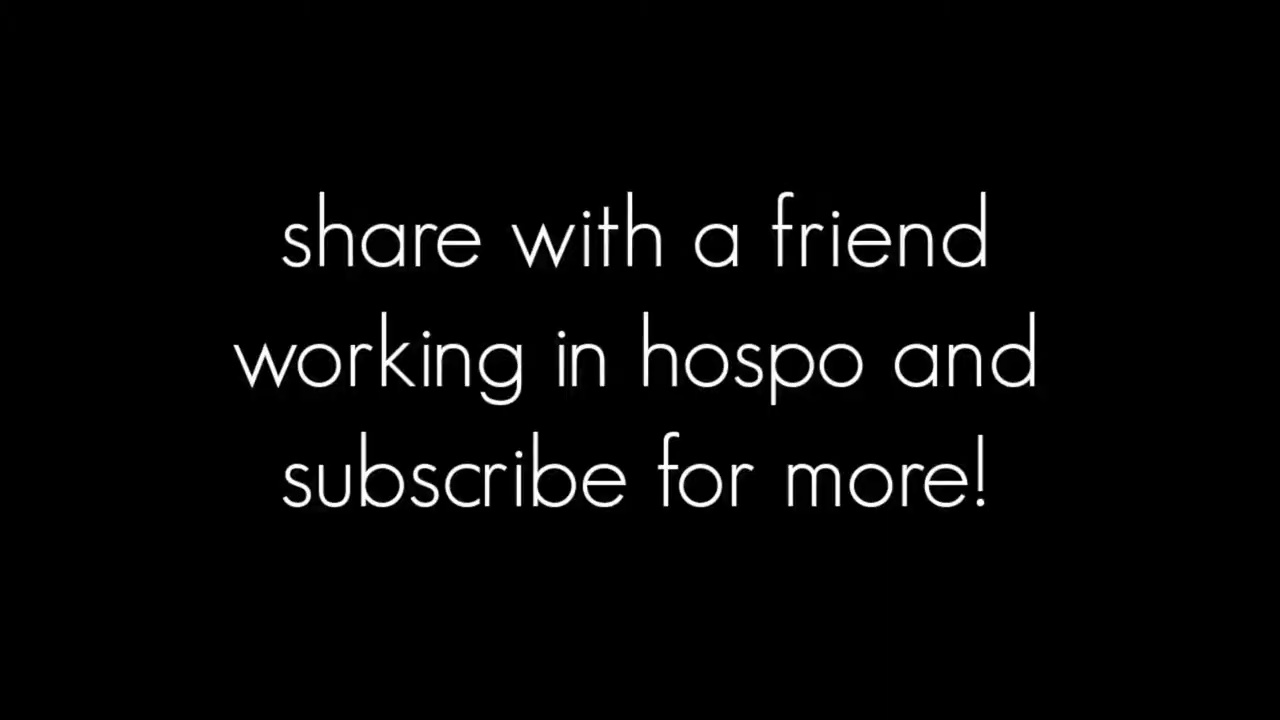 share with a friend
working in hospo and
subscribe for more!